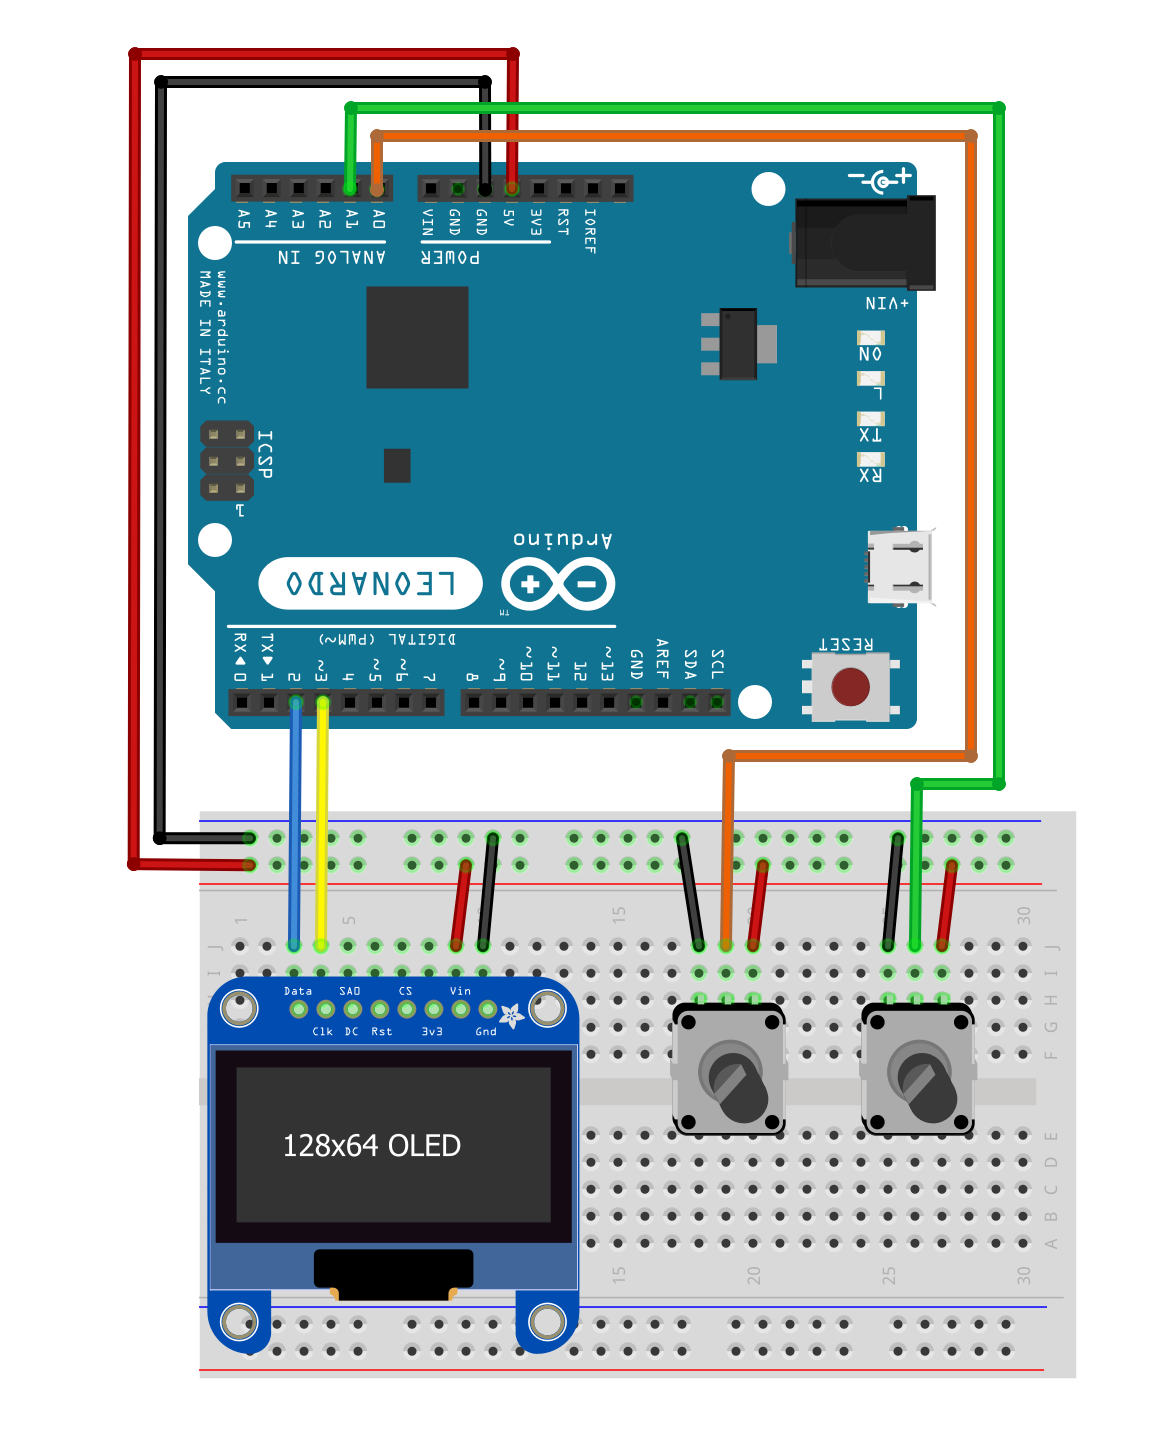 A5 A4 A3 A2 A1 A0 VIN GND GND 5V 3V3 RST IOREF
ANALOG IN POWER
+VIN
www.arduino.cc
MADE IN ITALY
ON
L
TX
RX
ICSP
1
Arduino
LEONARDO
TM
DIGITAL (PWM~)
RESET
RX◄0 TX►1 2 ~3 4 ~5 ~6 7 8 ~9 ~10 ~11 12 ~13 GND AREF SDA SCL
1 5 15 30
J J
I I
H
G
F
Data SAO CS Vin
Clk DC Rst 3v3 Gnd
128x64 OLED
E
D
C
B
A
15 20 25 30